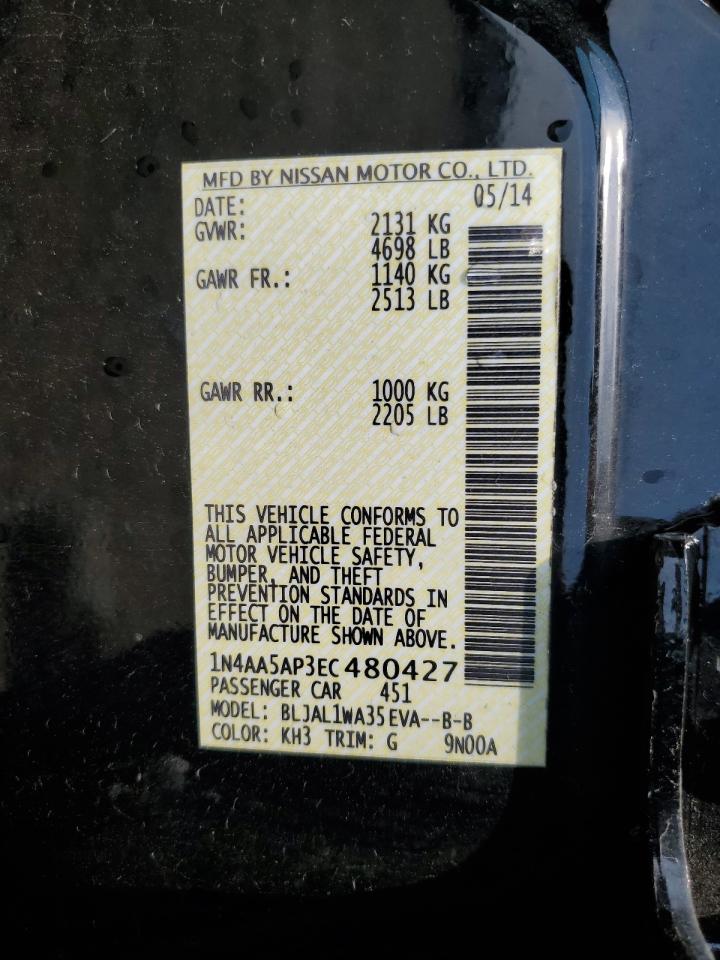 MFD BY NISSAN MOTOR CO., LTD.
DATE: 05/14
GVWR: 2131 KG
4698 LB
GAWR FR.: 1140 KG
2513 LB
GAWR RR.: 1000 KG
2205 LB
THIS VEHICLE CONFORMS TO
ALL APPLICABLE FEDERAL
MOTOR VEHICLE SAFETY,
BUMPER, AND THEFT
PREVENTION STANDARDS IN
EFFECT ON THE DATE OF
MANUFACTURE SHOWN ABOVE.
1N4AA5AP3EC480427
PASSENGER CAR 451
MODEL: BLJAL1WA35EVA--B-B
COLOR: KH3 TRIM: G 9N00A